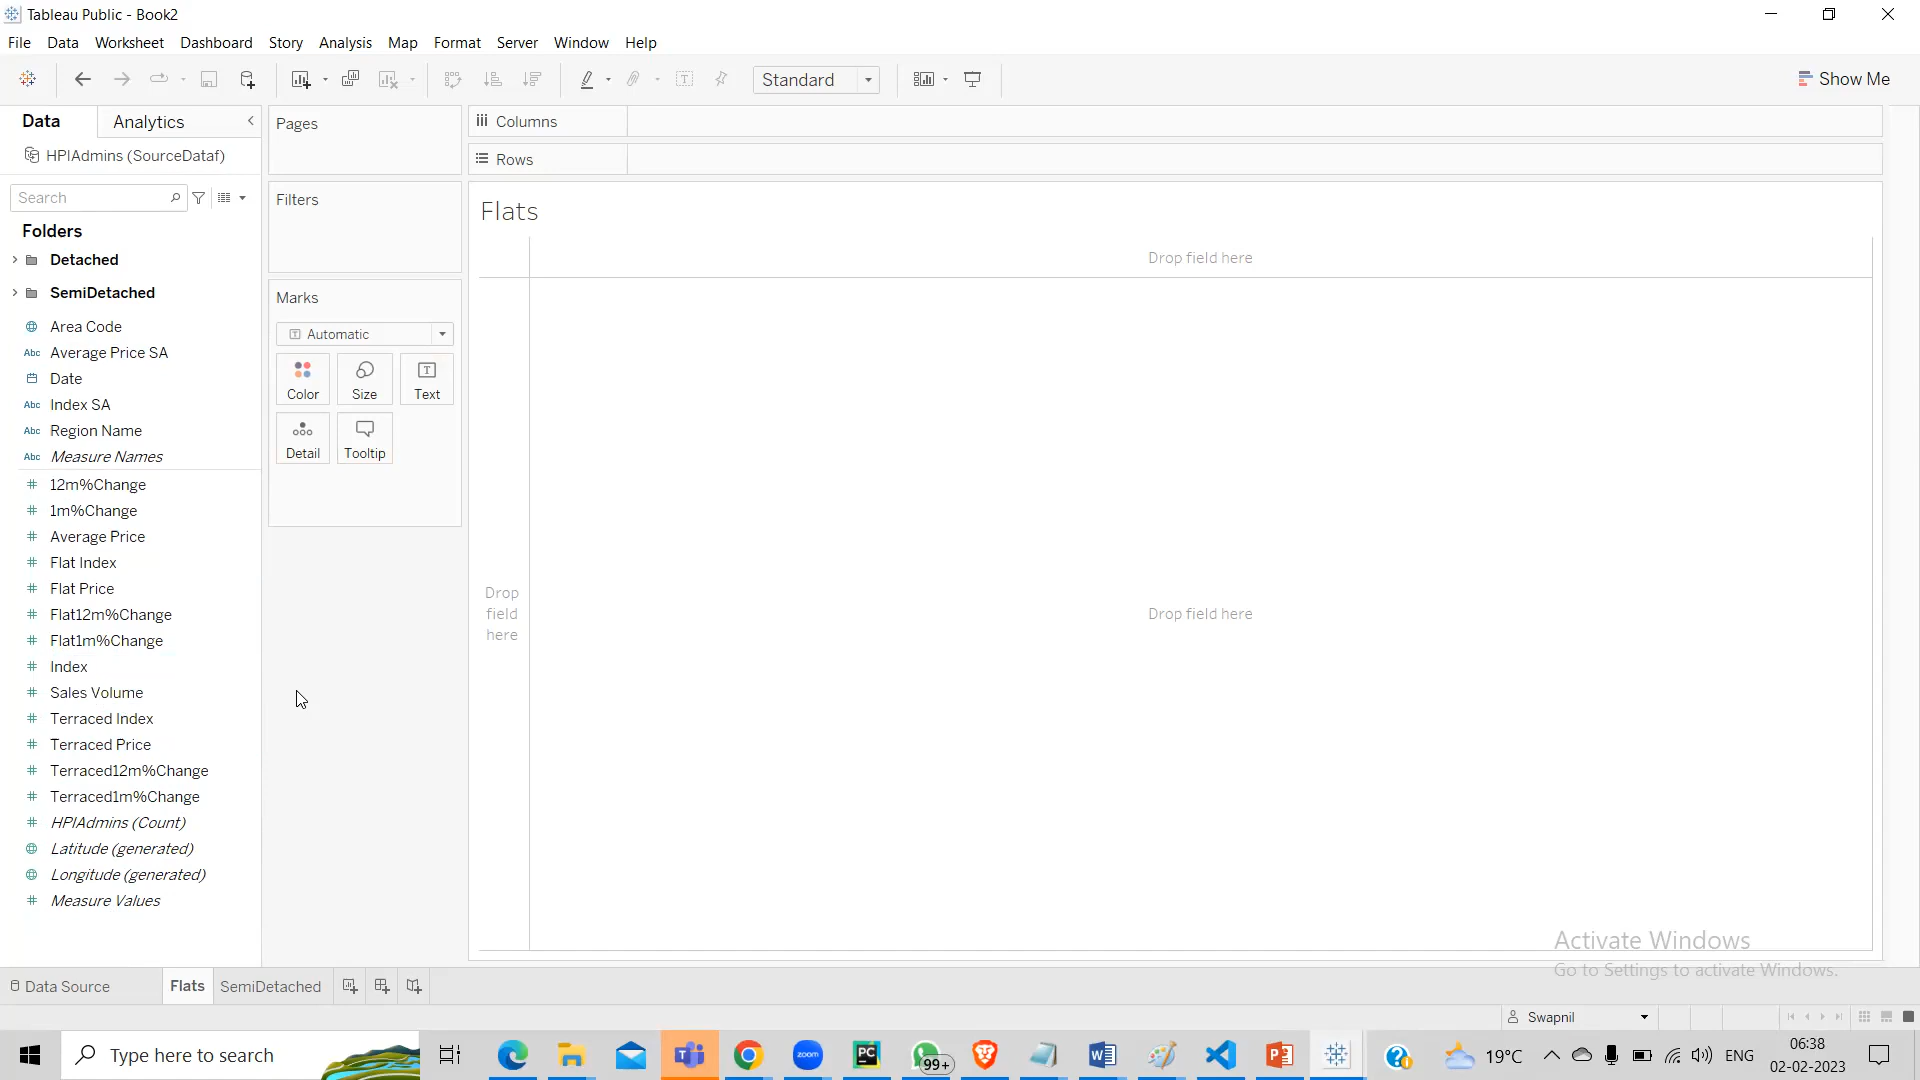 Tableau Public - Book2
File Data Worksheet Dashboard Story Analysis Map Format Server Window Help
Standard
Show Me
Data Analytics
HPIAdmins (SourceDataf)
Search
Folders
Detached
SemiDetached
Area Code
Abc Average Price SA
Date
Abc Index SA
Abc Region Name
Abc Measure Names
12m%Change
1m%Change
Average Price
Flat Index
Flat Price
Flat12m%Change
Flat1m%Change
Index
Sales Volume
Terraced Index
Terraced Price
Terraced12m%Change
Terraced1m%Change
HPIAdmins (Count)
Latitude (generated)
Longitude (generated)
Measure Values
Pages
Filters
Marks
Automatic
Color Size Text
Detail Tooltip
Columns
Rows
Flats
Drop field here
Drop
field
here
Drop field here
Activate Windows
Go to Settings to activate Windows.
Data Source Flats SemiDetached
Swapnil
Type here to search
zoom
PC
99+
19°C
ENG
06:38
02-02-2023